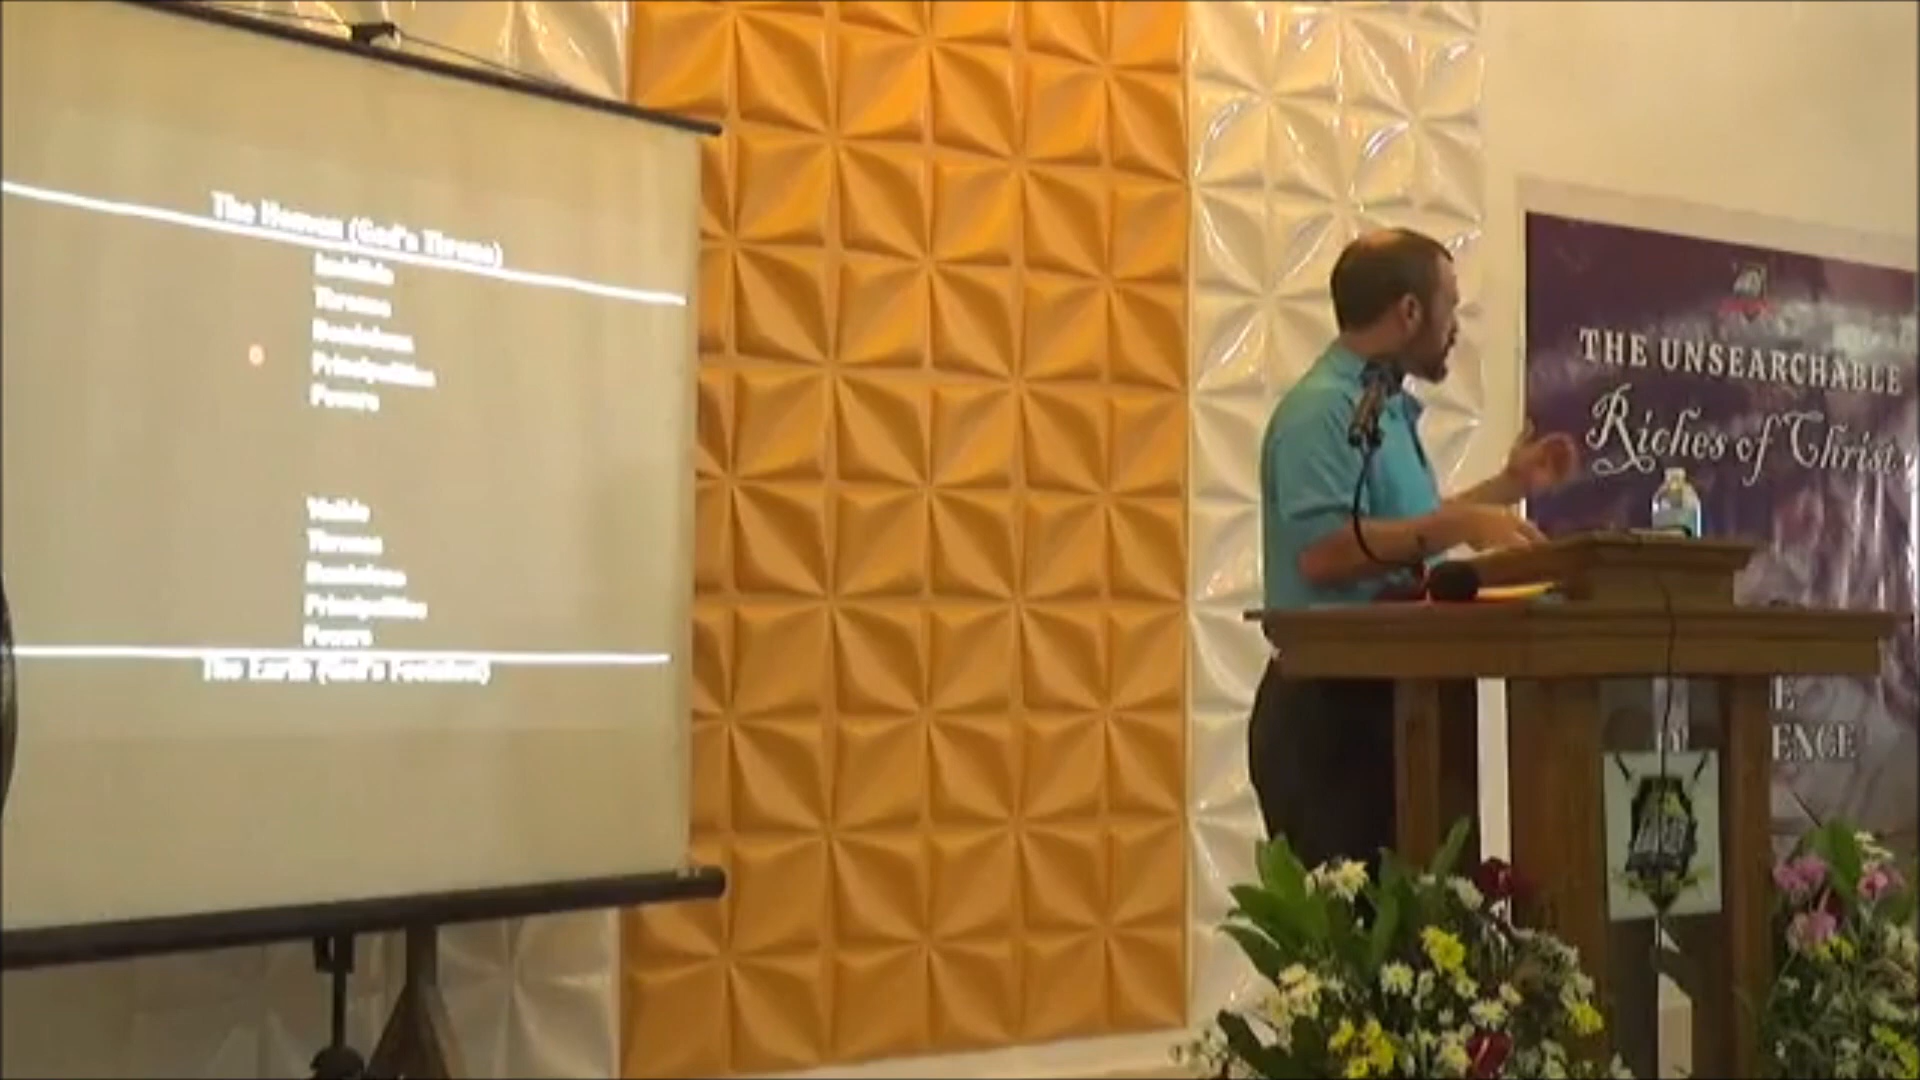 The Heaven (God's Throne)
Invisible
Thrones
Dominions
Principalities
Powers
Visible
Thrones
Dominions
Principalities
Powers
The Earth (God's Footstool)
THE UNSEARCHABLE
Riches of Christ
E
ENCE